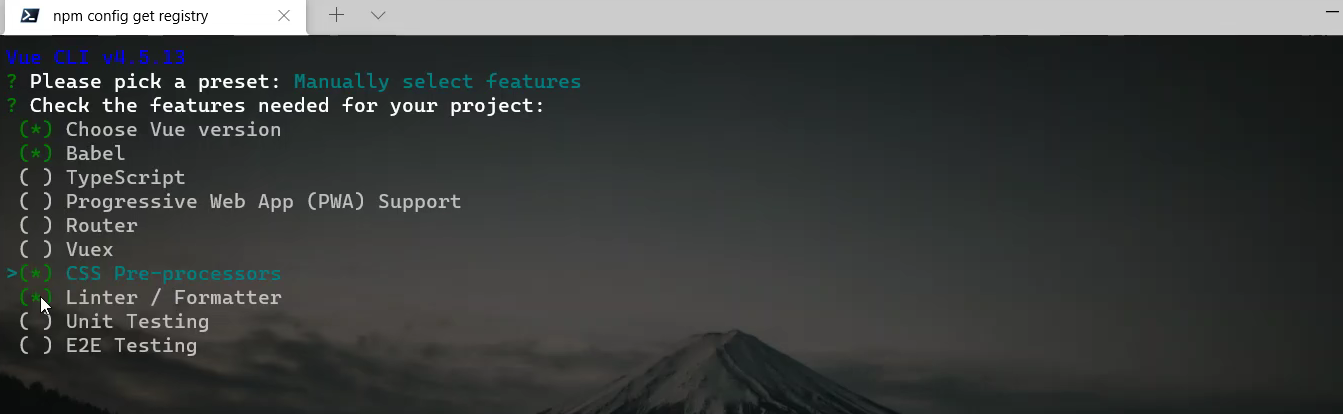 npm config get registry
Vue CLI v4.5.13
? Please pick a preset: Manually select features
? Check the features needed for your project:
(*) Choose Vue version
(*) Babel
( ) TypeScript
( ) Progressive Web App (PWA) Support
( ) Router
( ) Vuex
>(*) CSS Pre-processors
(*) Linter / Formatter
( ) Unit Testing
( ) E2E Testing